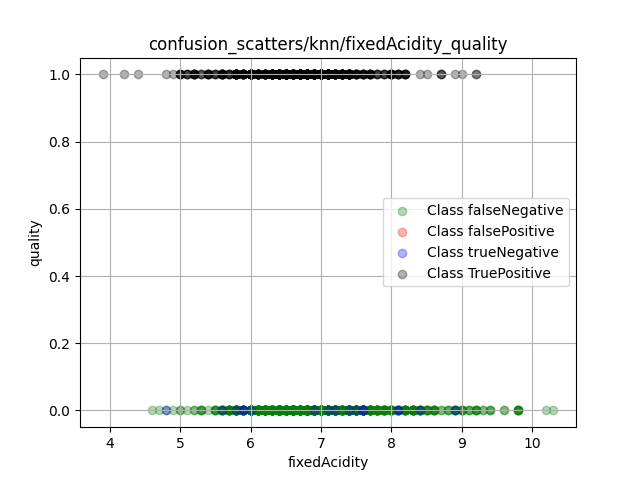 confusion_scatters/knn/fixedAcidity_quality
1.0
0.8
0.6
0.4
0.2
0.0
quality
Class falseNegative
Class falsePositive
Class trueNegative
Class TruePositive
4 5 6 7 8 9 10
fixedAcidity